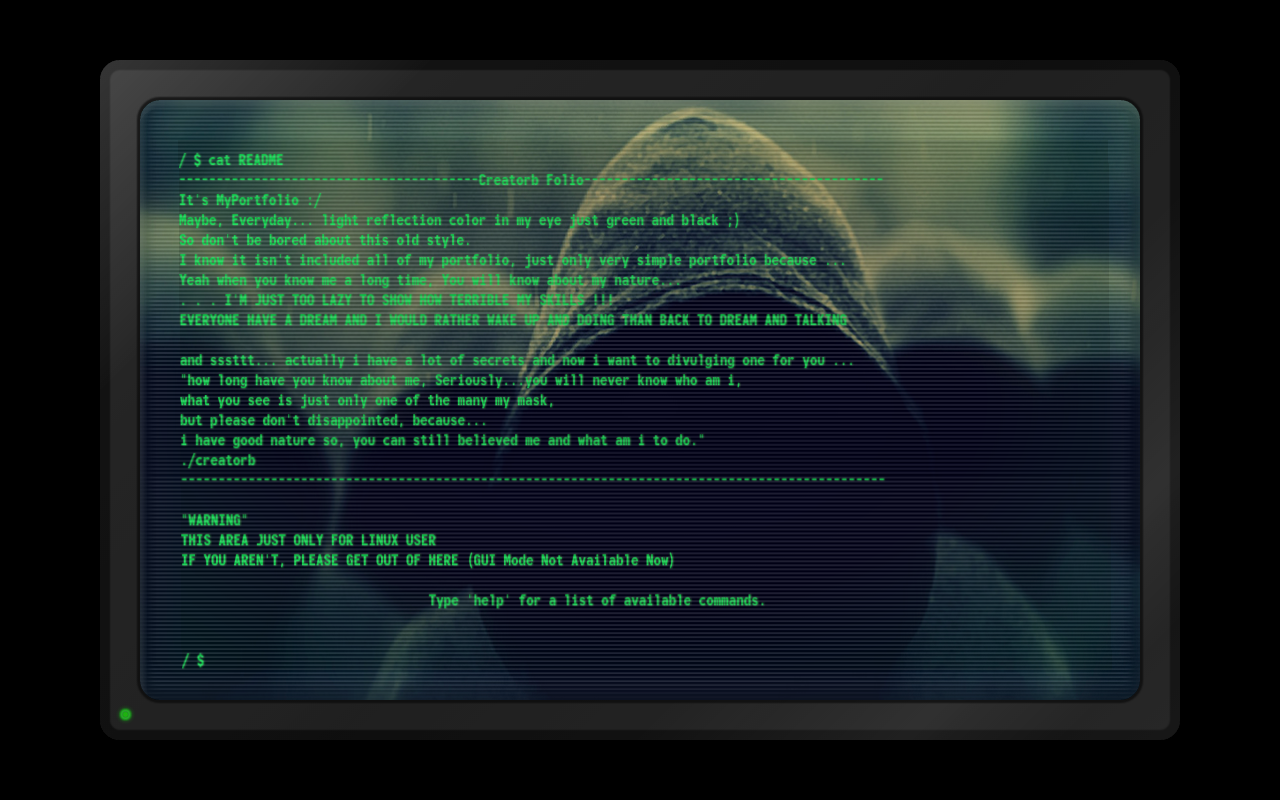 / $ cat README
----------------------------------------Creatorb Folio----------------------------------------
It's MyPortfolio :/
Maybe, Everyday... light reflection color in my eye just green and black ;)
So don't be bored about this old style.
I know it isn't included all of my portfolio, just only very simple portfolio because ...
Yeah when you know me a long time, You will know about my nature...
. . . I'M JUST TOO LAZY TO SHOW HOW TERRIBLE MY SKILLS !!!
EVERYONE HAVE A DREAM AND I WOULD RATHER WAKE UP AND DOING THAN BACK TO DREAM AND TALKING
and sssttt... actually i have a lot of secrets and now i want to divulging one for you ...
"how long have you know about me, Seriously...you will never know who am i,
what you see is just only one of the many my mask,
but please don't disappointed, because...
i have good nature so, you can still believed me and what am i to do."
./creatorb
----------------------------------------------------------------------------------------------
"WARNING"
THIS AREA JUST ONLY FOR LINUX USER
IF YOU AREN'T, PLEASE GET OUT OF HERE (GUI Mode Not Available Now)
Type 'help' for a list of available commands.
/ $